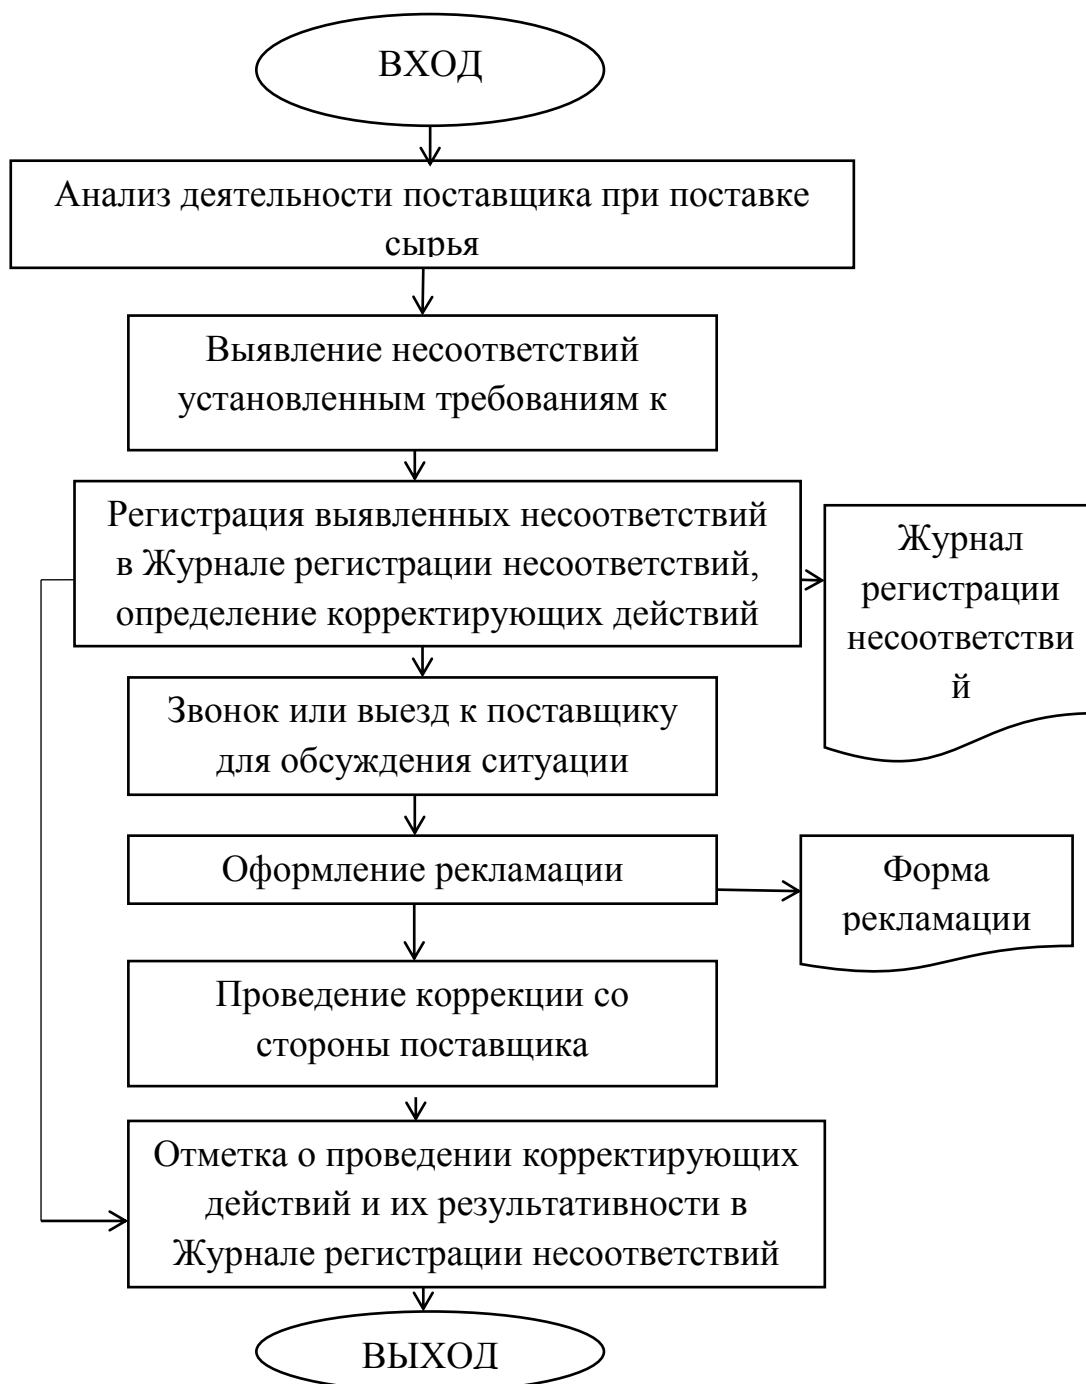 ВХОД
Анализ деятельности поставщика при поставке
сырья
Выявление несоответствий
установленным требованиям к
Регистрация выявленных несоответствий
в Журнале регистрации несоответствий,
определение корректирующих действий
Журнал
регистрации
несоответстви
й
Звонок или выезд к поставщику
для обсуждения ситуации
Оформление рекламации
Форма
рекламации
Проведение коррекции со
стороны поставщика
Отметка о проведении корректирующих
действий и их результативности в
Журнале регистрации несоответствий
ВЫХОД